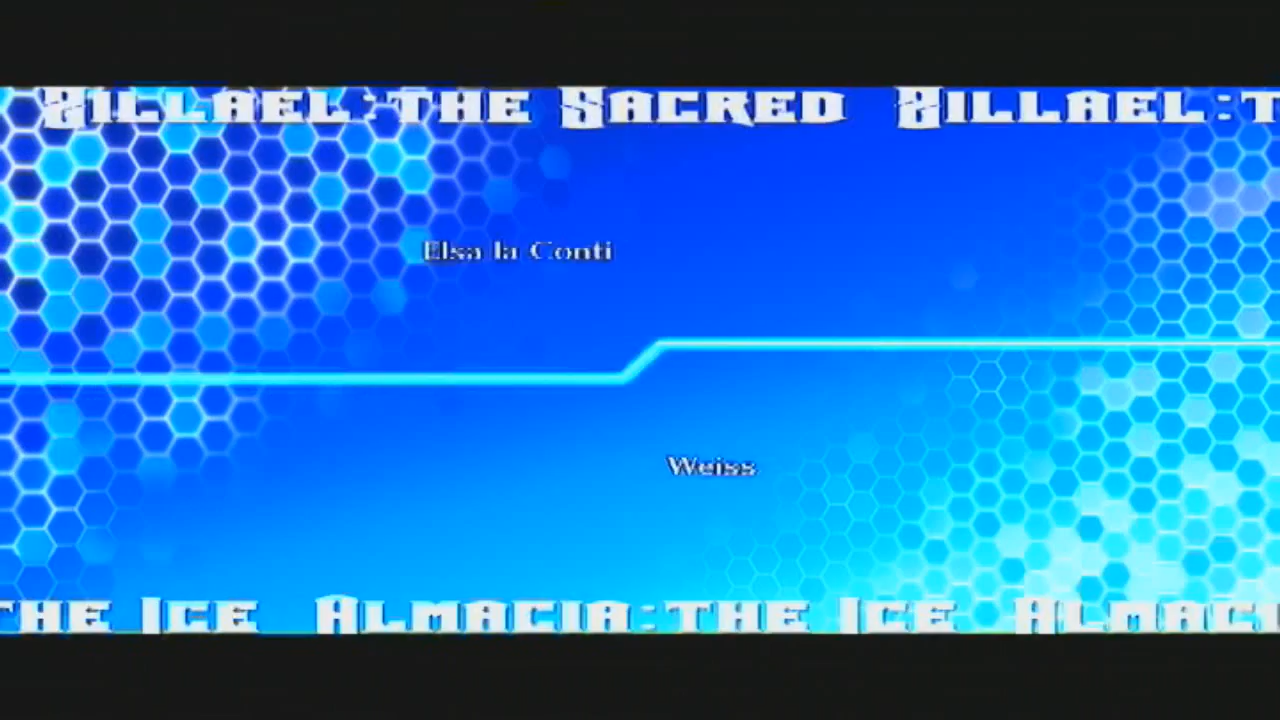 Zillael:the Sacred Zillael:t
Elsa la Conti
Weiss
the Ice Almacia:the Ice Almaci